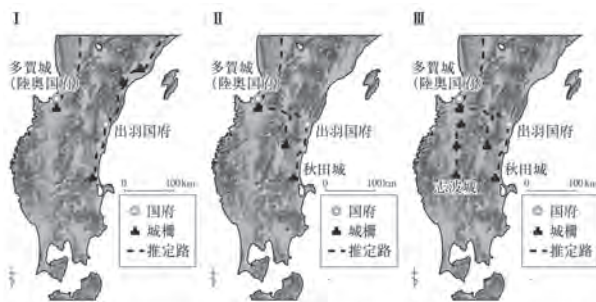 Ⅰ
多賀城
(陸奥国府)
出羽国府
0 100km
国府
城柵
推定路
Ⅱ
多賀城
(陸奥国府)
出羽国府
秋田城
0 100km
国府
城柵
推定路
Ⅲ
多賀城
(陸奥国府)
出羽国府
秋田城
志波城
0 100km
国府
城柵
推定路